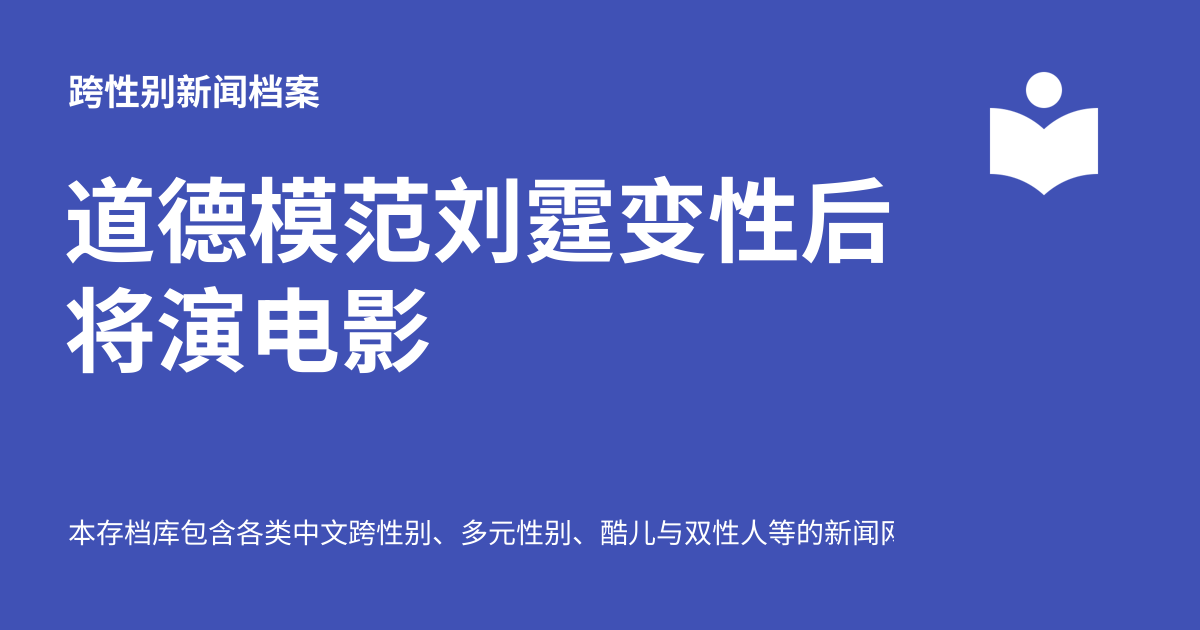 跨性别新闻档案
道德模范刘霆变性后
将演电影
本存档库包含各类中文跨性别、多元性别、酷儿与双性人等的新闻